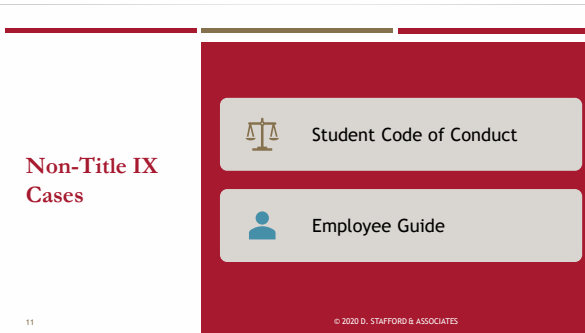 Non-Title IX
Cases
Student Code of Conduct
Employee Guide
11
© 2020 D. STAFFORD & ASSOCIATES